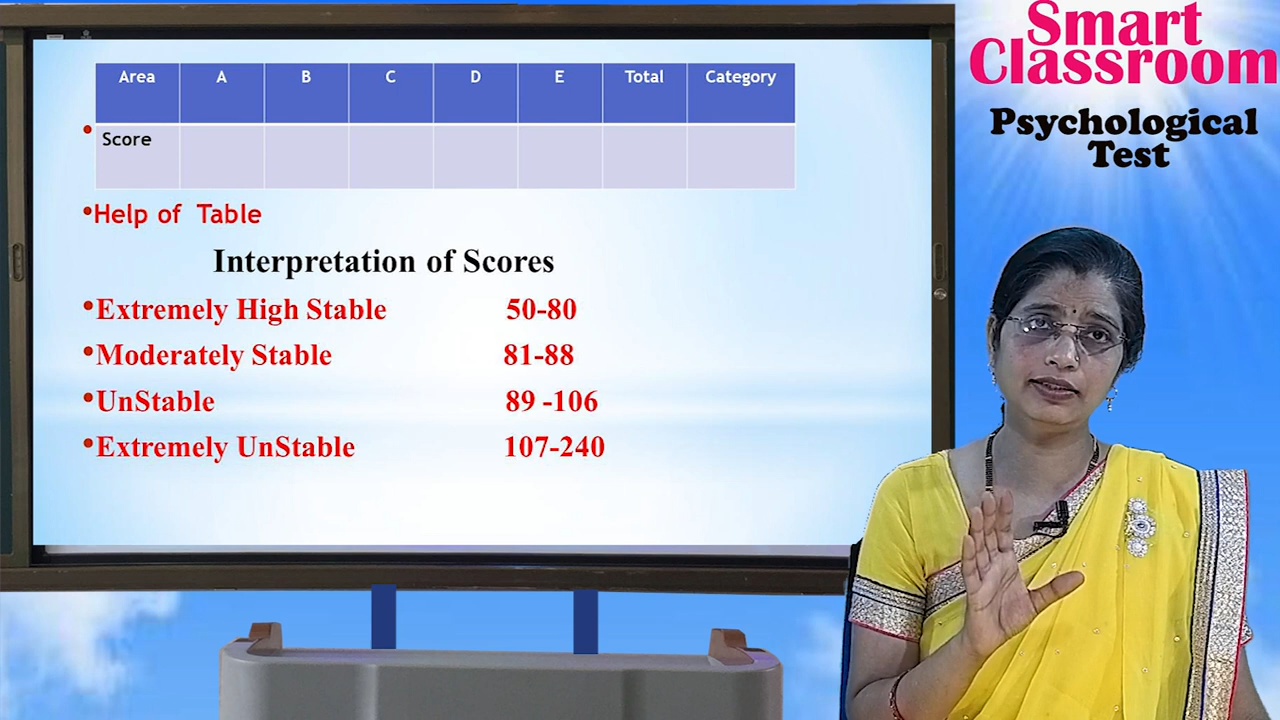 Smart
Classroom
Psychological
Test
Area A B C D E Total Category
Score
•Help of Table
Interpretation of Scores
•Extremely High Stable 50-80
•Moderately Stable 81-88
•UnStable 89 -106
•Extremely UnStable 107-240